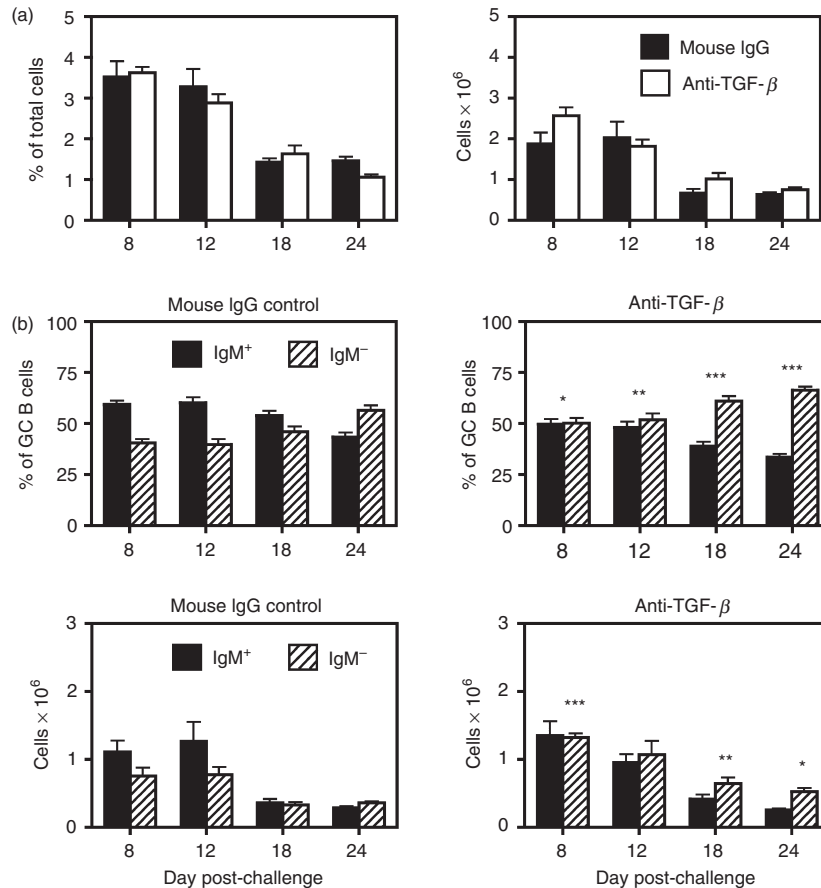 (a)
% of total cells
5
4
3
2
1
0
8 12 18 24
Cells × 10⁶
5
4
3
2
1
0
Mouse IgG
Anti-TGF-β
8 12 18 24
(b)
Mouse IgG control
% of GC B cells
100
75
50
25
0
IgM⁺ IgM⁻
8 12 18 24
Anti-TGF-β
% of GC B cells
100
75
50
25
0
* ** *** ***
8 12 18 24
Mouse IgG control
Cells × 10⁶
3
2
1
0
IgM⁺ IgM⁻
8 12 18 24
Day post-challenge
Anti-TGF-β
Cells × 10⁶
3
2
1
0
*** ** *
8 12 18 24
Day post-challenge